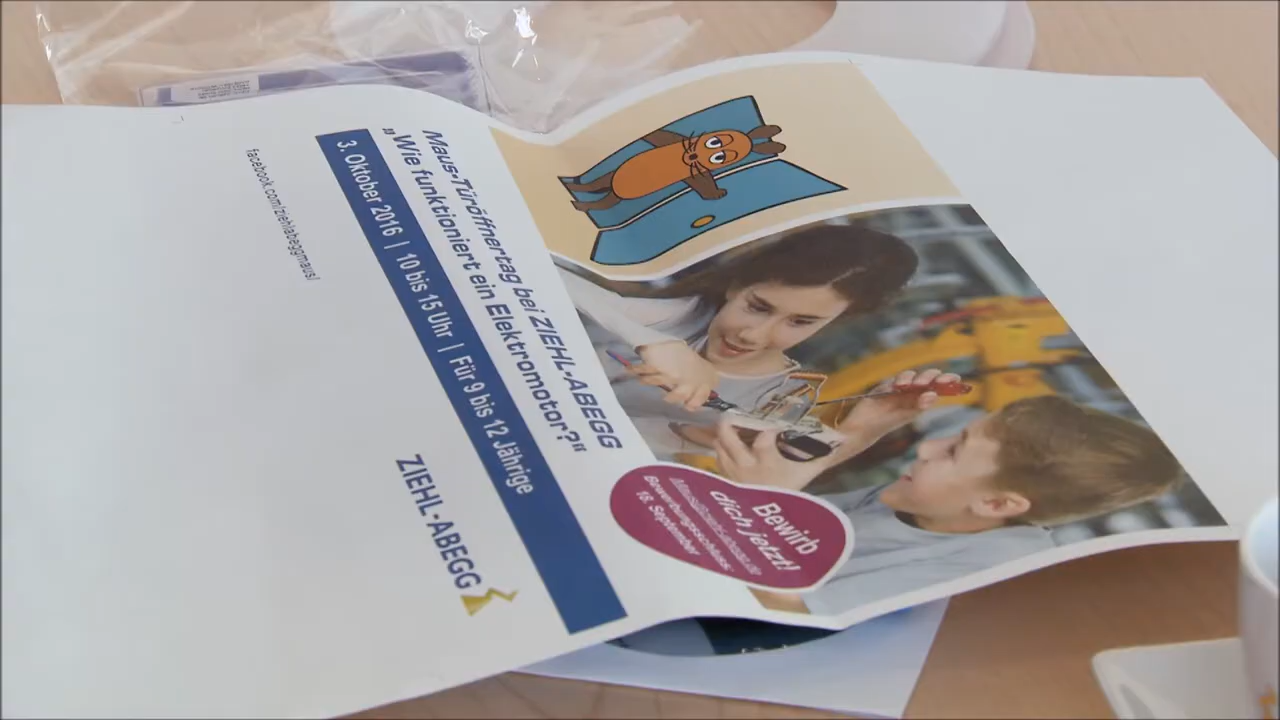 Maus-Türöffnertag bei ZIEHL-ABEGG
„Wie funktioniert ein Elektromotor?“
3. Oktober 2016 | 10 bis 15 Uhr | Für 9 bis 12 Jährige
facebook.com/ziehlabeggmaus/
ZIEHL-ABEGG
Bewirb
dich jetzt!
Bewerbungsschluss:
18. September